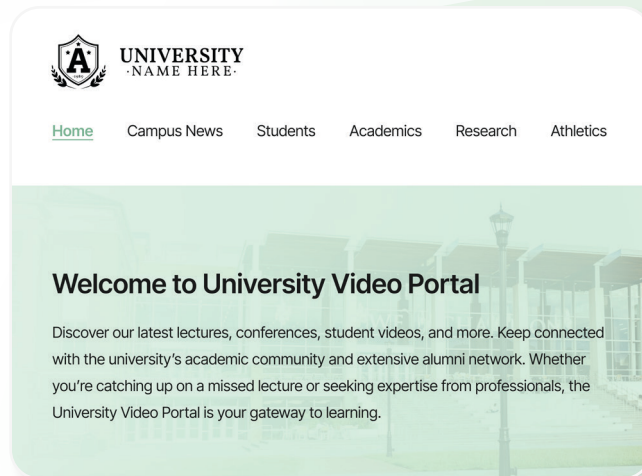 A
UNIVERSITY
·NAME HERE·
Home Campus News Students Academics Research Athletics
Welcome to University Video Portal
Discover our latest lectures, conferences, student videos, and more. Keep connected
with the university’s academic community and extensive alumni network. Whether
you’re catching up on a missed lecture or seeking expertise from professionals, the
University Video Portal is your gateway to learning.